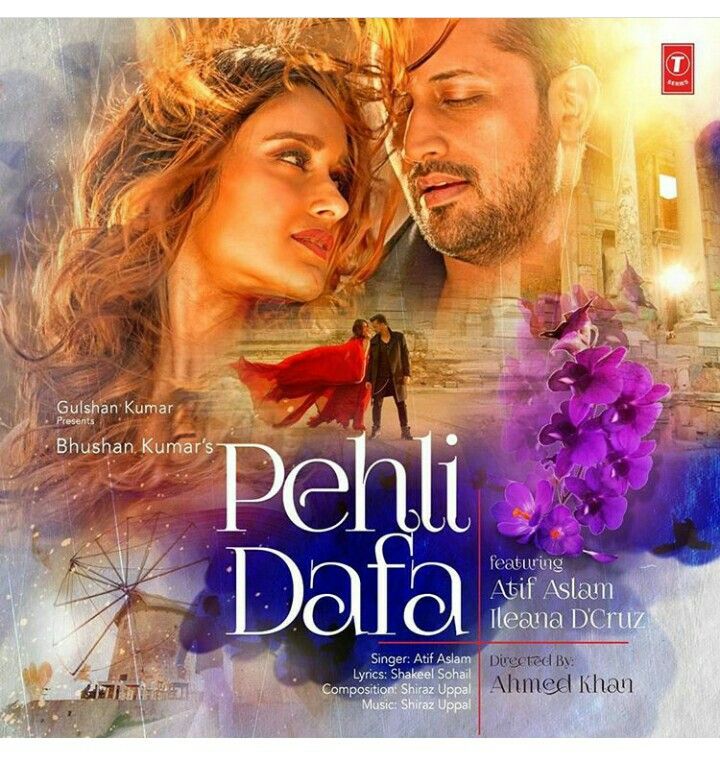 T
SERIES
Gulshan Kumar
Presents
Bhushan Kumar's
Pehli
Dafa
featuring
Atif Aslam
Ileana D'Cruz
Singer: Atif Aslam
Lyrics: Shakeel Sohail
Composition: Shiraz Uppal
Music: Shiraz Uppal
Directed By:
Ahmed Khan